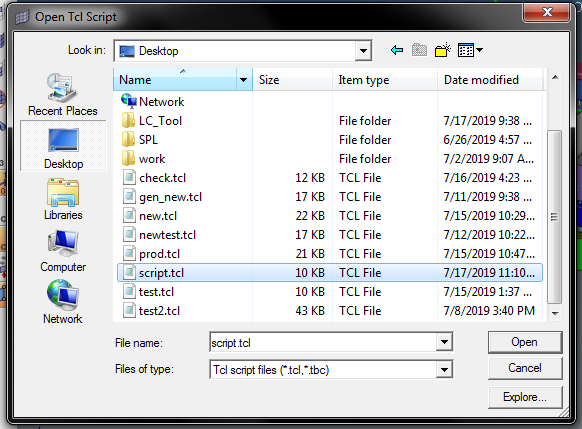 Open Tcl Script
Look in: Desktop
Name Size Item type Date modified
Network
LC_Tool File folder 7/17/2019 9:38 ...
SPL File folder 6/26/2019 4:57 ...
work File folder 7/2/2019 9:07 A...
check.tcl 12 KB TCL File 7/16/2019 4:23 ...
gen_new.tcl 17 KB TCL File 7/11/2019 9:38 ...
new.tcl 22 KB TCL File 7/15/2019 10:29...
newtest.tcl 17 KB TCL File 7/12/2019 10:22...
prod.tcl 21 KB TCL File 7/15/2019 10:47...
script.tcl 10 KB TCL File 7/17/2019 11:10...
test.tcl 10 KB TCL File 7/15/2019 1:37 ...
test2.tcl 43 KB TCL File 7/8/2019 3:40 PM
Recent Places
Desktop
Libraries
Computer
Network
File name: script.tcl Open
Files of type: Tcl script files (*.tcl,*.tbc) Cancel
Explore...